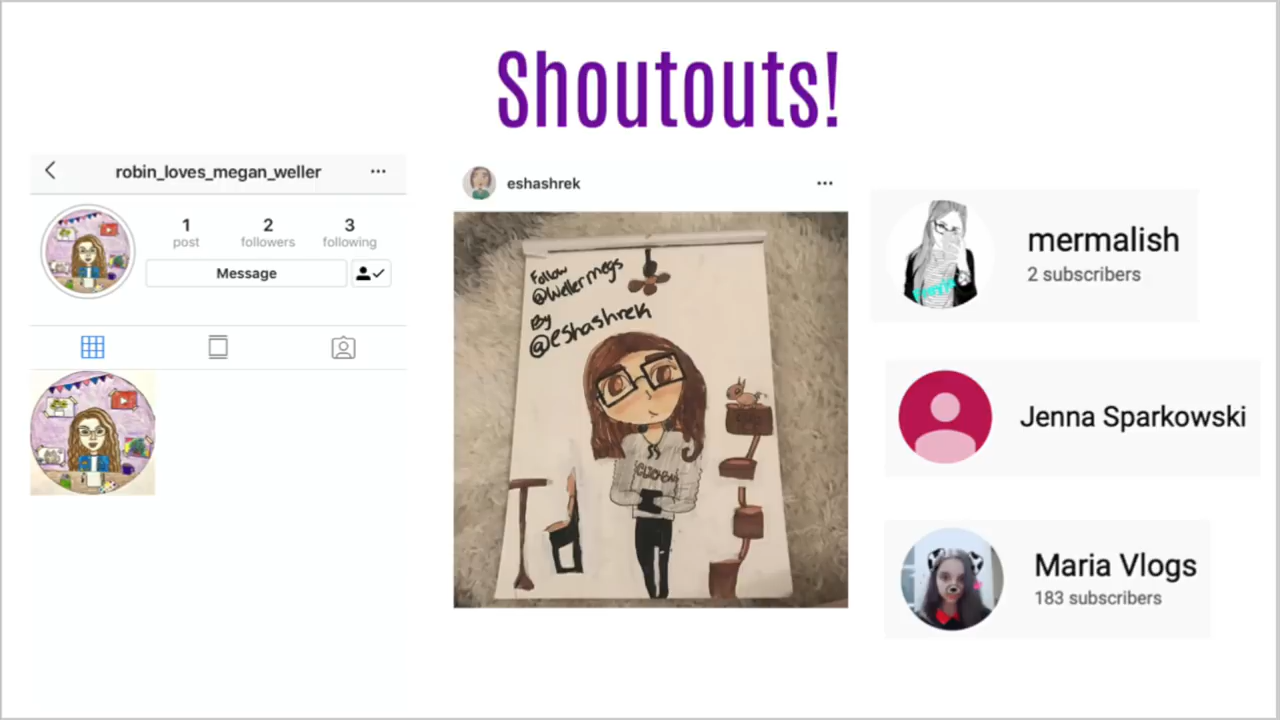 Shoutouts!
robin_loves_megan_weller
1
post
2
followers
3
following
Message
eshashrek
Follow
@wellermegs
By
@eshashrek
mermalish
2 subscribers
Jenna Sparkowski
Maria Vlogs
183 subscribers